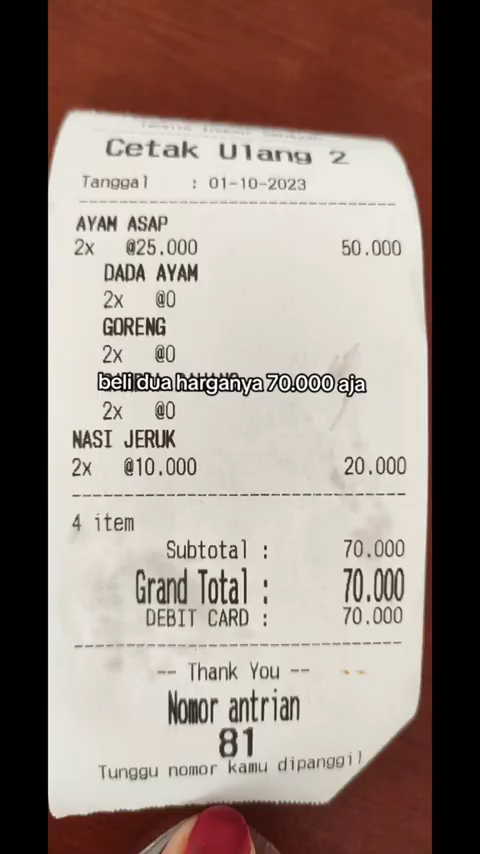 Cetak Ulang 2
Tanggal : 01-10-2023
AYAM ASAP
2x @25.000 50.000
DADA AYAM
2x @0
GORENG
2x @0
beli dua harganya 70.000 aja
2x @0
NASI JERUK
2x @10.000 20.000
4 item
Subtotal : 70.000
Grand Total : 70.000
DEBIT CARD : 70.000
-- Thank You --
Nomor antrian
81
Tunggu nomor kamu dipanggil